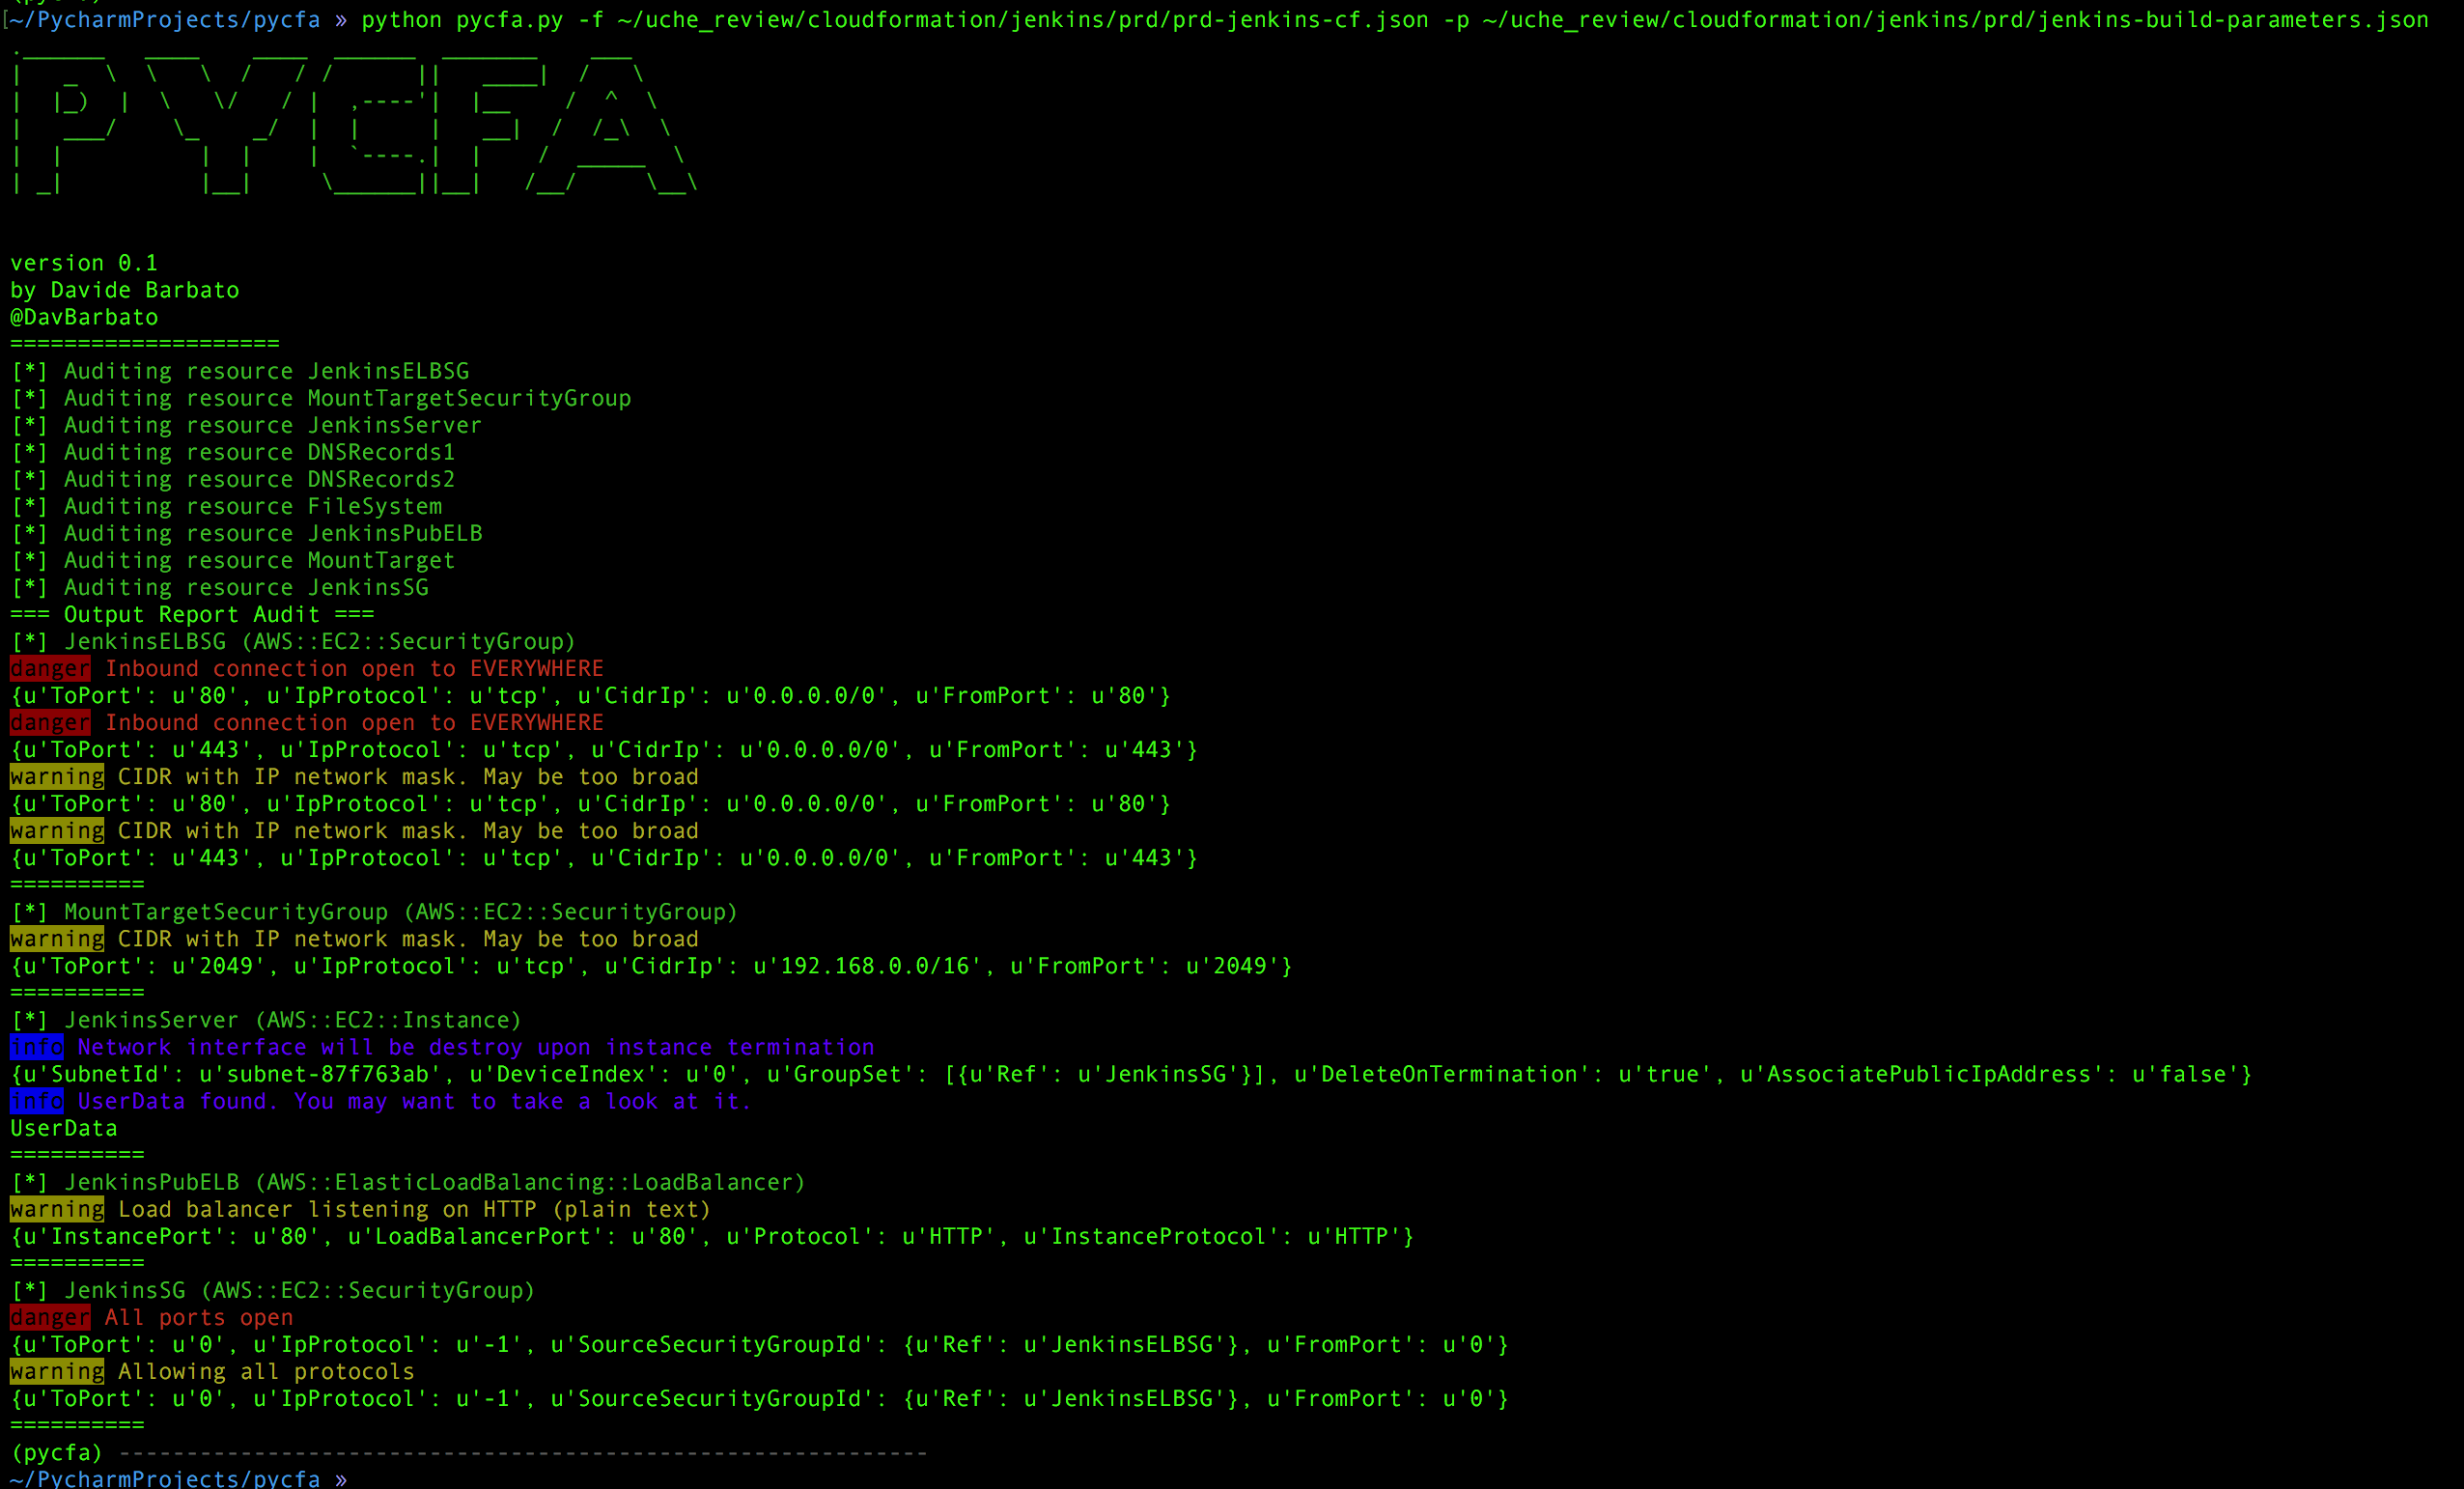 ~/PycharmProjects/pycfa » python pycfa.py -f ~/uche_review/cloudformation/jenkins/prd/prd-jenkins-cf.json -p ~/uche_review/cloudformation/jenkins/prd/jenkins-build-parameters.json
PYCFA
version 0.1
by Davide Barbato
@DavBarbato
====================
[*] Auditing resource JenkinsELBSG
[*] Auditing resource MountTargetSecurityGroup
[*] Auditing resource JenkinsServer
[*] Auditing resource DNSRecords1
[*] Auditing resource DNSRecords2
[*] Auditing resource FileSystem
[*] Auditing resource JenkinsPubELB
[*] Auditing resource MountTarget
[*] Auditing resource JenkinsSG
=== Output Report Audit ===
[*] JenkinsELBSG (AWS::EC2::SecurityGroup)
danger Inbound connection open to EVERYWHERE
{u'ToPort': u'80', u'IpProtocol': u'tcp', u'CidrIp': u'0.0.0.0/0', u'FromPort': u'80'}
danger Inbound connection open to EVERYWHERE
{u'ToPort': u'443', u'IpProtocol': u'tcp', u'CidrIp': u'0.0.0.0/0', u'FromPort': u'443'}
warning CIDR with IP network mask. May be too broad
{u'ToPort': u'80', u'IpProtocol': u'tcp', u'CidrIp': u'0.0.0.0/0', u'FromPort': u'80'}
warning CIDR with IP network mask. May be too broad
{u'ToPort': u'443', u'IpProtocol': u'tcp', u'CidrIp': u'0.0.0.0/0', u'FromPort': u'443'}
==========
[*] MountTargetSecurityGroup (AWS::EC2::SecurityGroup)
warning CIDR with IP network mask. May be too broad
{u'ToPort': u'2049', u'IpProtocol': u'tcp', u'CidrIp': u'192.168.0.0/16', u'FromPort': u'2049'}
==========
[*] JenkinsServer (AWS::EC2::Instance)
info Network interface will be destroy upon instance termination
{u'SubnetId': u'subnet-87f763ab', u'DeviceIndex': u'0', u'GroupSet': [{u'Ref': u'JenkinsSG'}], u'DeleteOnTermination': u'true', u'AssociatePublicIpAddress': u'false'}
info UserData found. You may want to take a look at it.
UserData
==========
[*] JenkinsPubELB (AWS::ElasticLoadBalancing::LoadBalancer)
warning Load balancer listening on HTTP (plain text)
{u'InstancePort': u'80', u'LoadBalancerPort': u'80', u'Protocol': u'HTTP', u'InstanceProtocol': u'HTTP'}
==========
[*] JenkinsSG (AWS::EC2::SecurityGroup)
danger All ports open
{u'ToPort': u'0', u'IpProtocol': u'-1', u'SourceSecurityGroupId': {u'Ref': u'JenkinsELBSG'}, u'FromPort': u'0'}
warning Allowing all protocols
{u'ToPort': u'0', u'IpProtocol': u'-1', u'SourceSecurityGroupId': {u'Ref': u'JenkinsELBSG'}, u'FromPort': u'0'}
==========
(pycfa) ------------------------------------------------------------
~/PycharmProjects/pycfa »